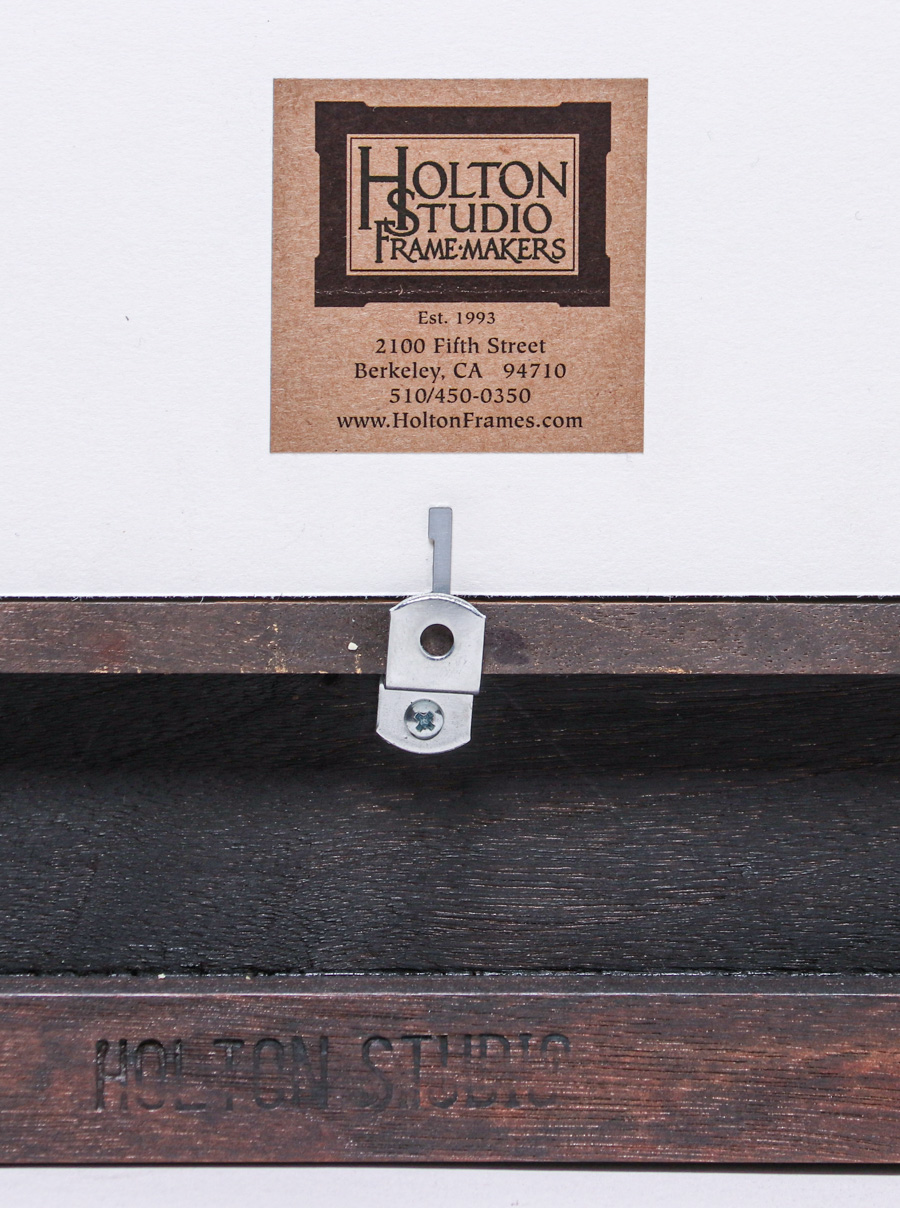 HOLTON
STUDIO
FRAME·MAKERS
Est. 1993
2100 Fifth Street
Berkeley, CA 94710
510/450-0350
www.HoltonFrames.com
HOLTON STUDIO